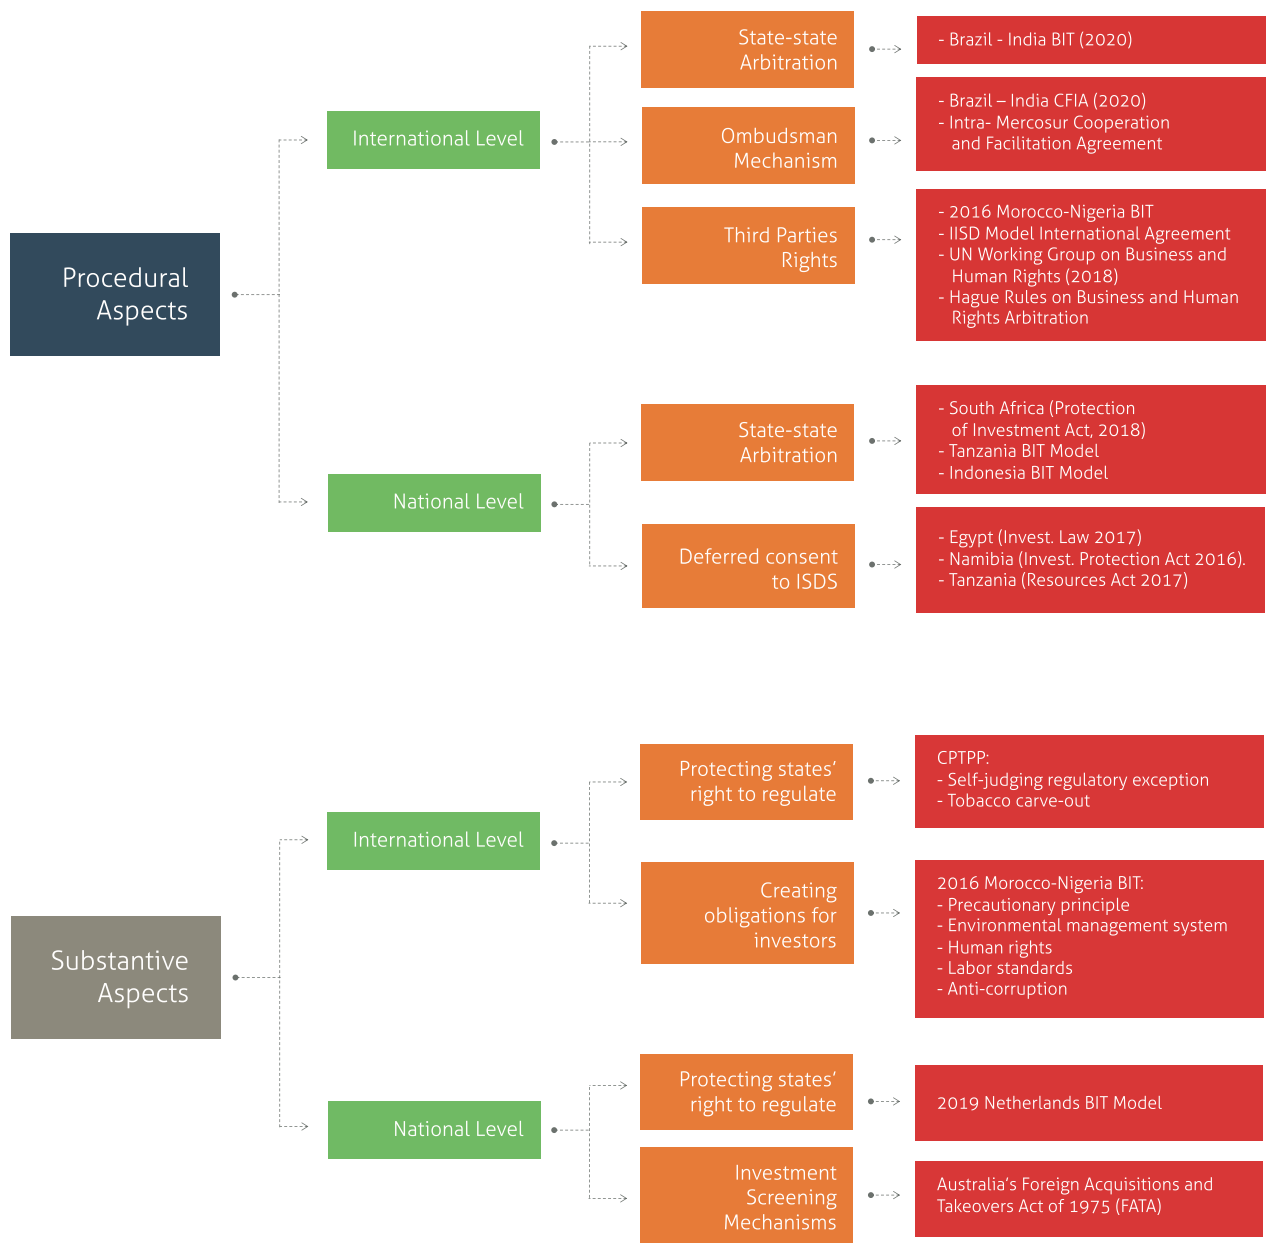 Procedural
Aspects
International Level
State-state
Arbitration
- Brazil - India BIT (2020)
Ombudsman
Mechanism
- Brazil – India CFIA (2020)
- Intra- Mercosur Cooperation
and Facilitation Agreement
Third Parties
Rights
- 2016 Morocco-Nigeria BIT
- IISD Model International Agreement
- UN Working Group on Business and
Human Rights (2018)
- Hague Rules on Business and Human
Rights Arbitration
National Level
State-state
Arbitration
- South Africa (Protection
of Investment Act, 2018)
- Tanzania BIT Model
- Indonesia BIT Model
Deferred consent
to ISDS
- Egypt (Invest. Law 2017)
- Namibia (Invest. Protection Act 2016).
- Tanzania (Resources Act 2017)
Substantive
Aspects
International Level
Protecting states’
right to regulate
CPTPP:
- Self-judging regulatory exception
- Tobacco carve-out
Creating
obligations for
investors
2016 Morocco-Nigeria BIT:
- Precautionary principle
- Environmental management system
- Human rights
- Labor standards
- Anti-corruption
National Level
Protecting states’
right to regulate
2019 Netherlands BIT Model
Investment
Screening
Mechanisms
Australia’s Foreign Acquisitions and
Takeovers Act of 1975 (FATA)